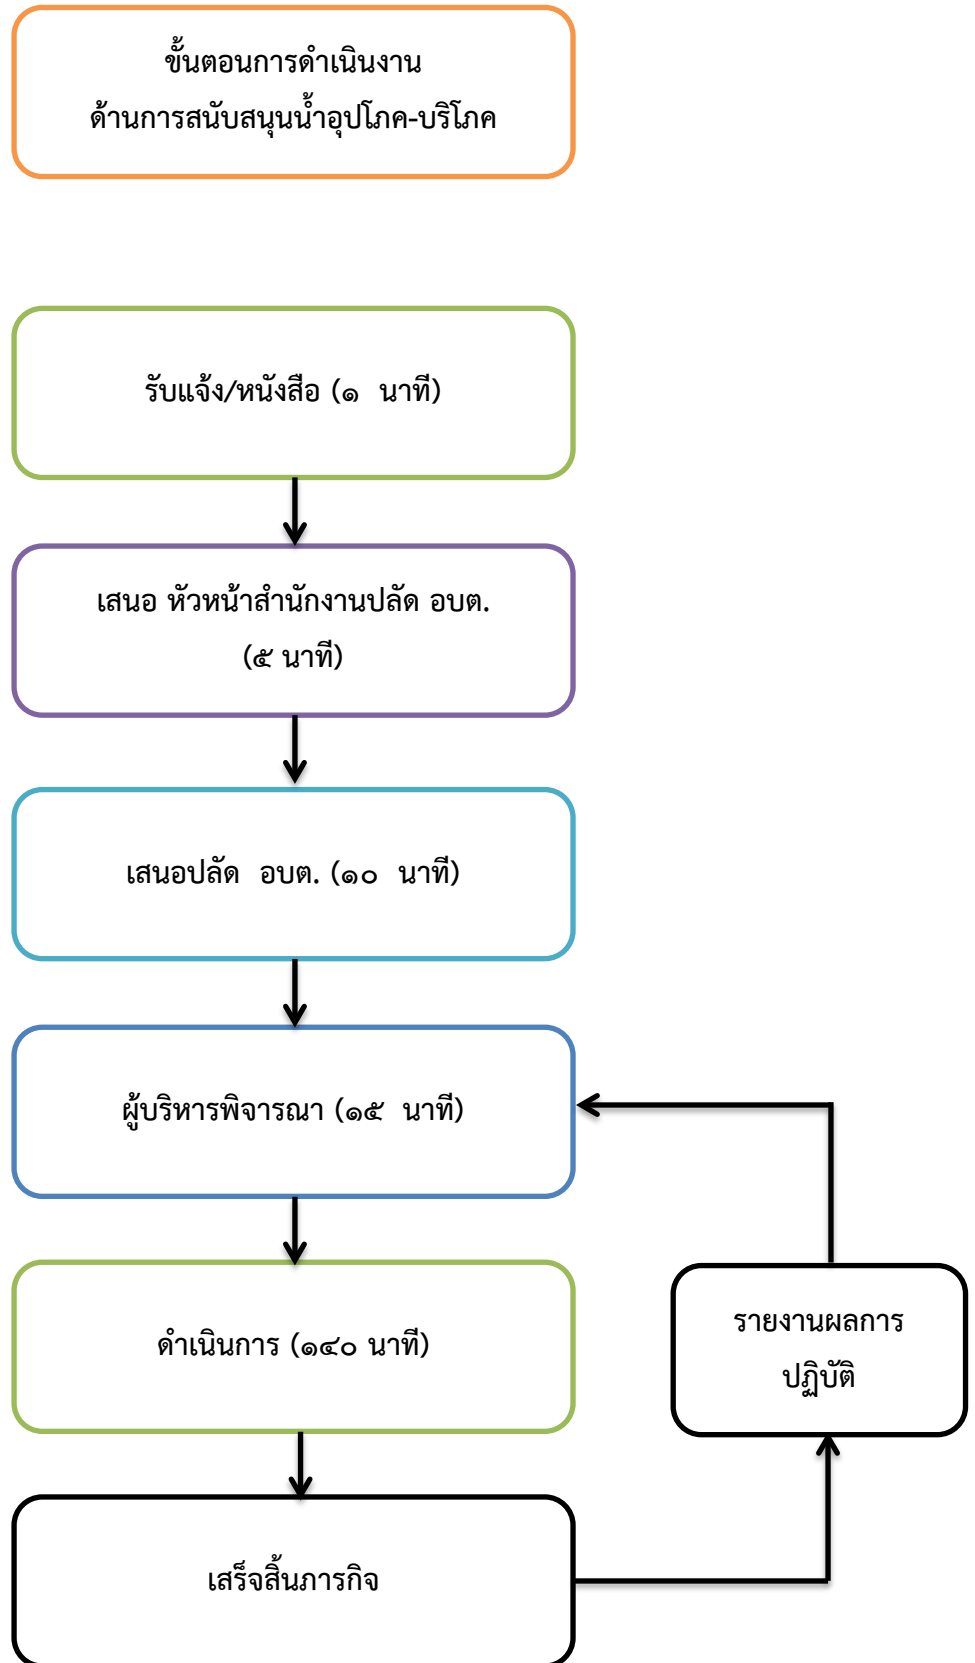 ขั้นตอนการดำเนินงาน
ด้านการสนับสนุนน้ำอุปโภค-บริโภค
รับแจ้ง/หนังสือ (๑ นาที)
เสนอ หัวหน้าสำนักงานปลัด อบต.
(๕ นาที)
เสนอปลัด อบต. (๑๐ นาที)
ผู้บริหารพิจารณา (๑๕ นาที)
ดำเนินการ (๑๔๐ นาที)
รายงานผลการ
ปฏิบัติ
เสร็จสิ้นภารกิจ